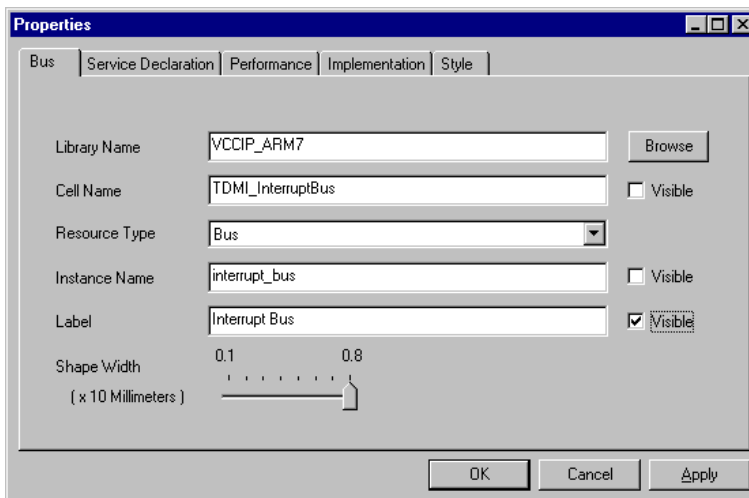 Properties
Bus Service Declaration Performance Implementation Style
Library Name VCCIP_ARM7 Browse
Cell Name TDMI_InterruptBus Visible
Resource Type Bus
Instance Name interrupt_bus Visible
Label Interrupt Bus Visible
0.1 0.8
Shape Width
( x 10 Millimeters )
OK Cancel Apply